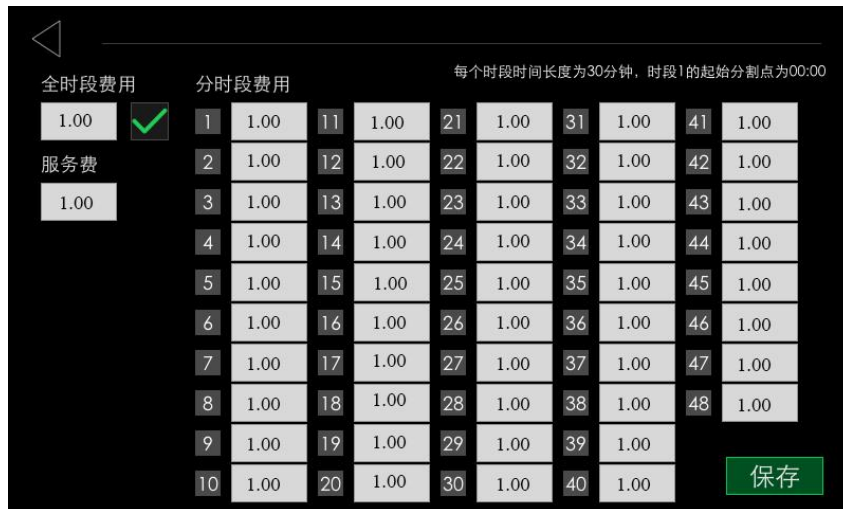 每个时段时间长度为30分钟，时段1的起始分割点为00:00
全时段费用 分时段费用
1.00 1 1.00 11 1.00 21 1.00 31 1.00 41 1.00
服务费 2 1.00 12 1.00 22 1.00 32 1.00 42 1.00
1.00 3 1.00 13 1.00 23 1.00 33 1.00 43 1.00
4 1.00 14 1.00 24 1.00 34 1.00 44 1.00
5 1.00 15 1.00 25 1.00 35 1.00 45 1.00
6 1.00 16 1.00 26 1.00 36 1.00 46 1.00
7 1.00 17 1.00 27 1.00 37 1.00 47 1.00
8 1.00 18 1.00 28 1.00 38 1.00 48 1.00
9 1.00 19 1.00 29 1.00 39 1.00
10 1.00 20 1.00 30 1.00 40 1.00
保存